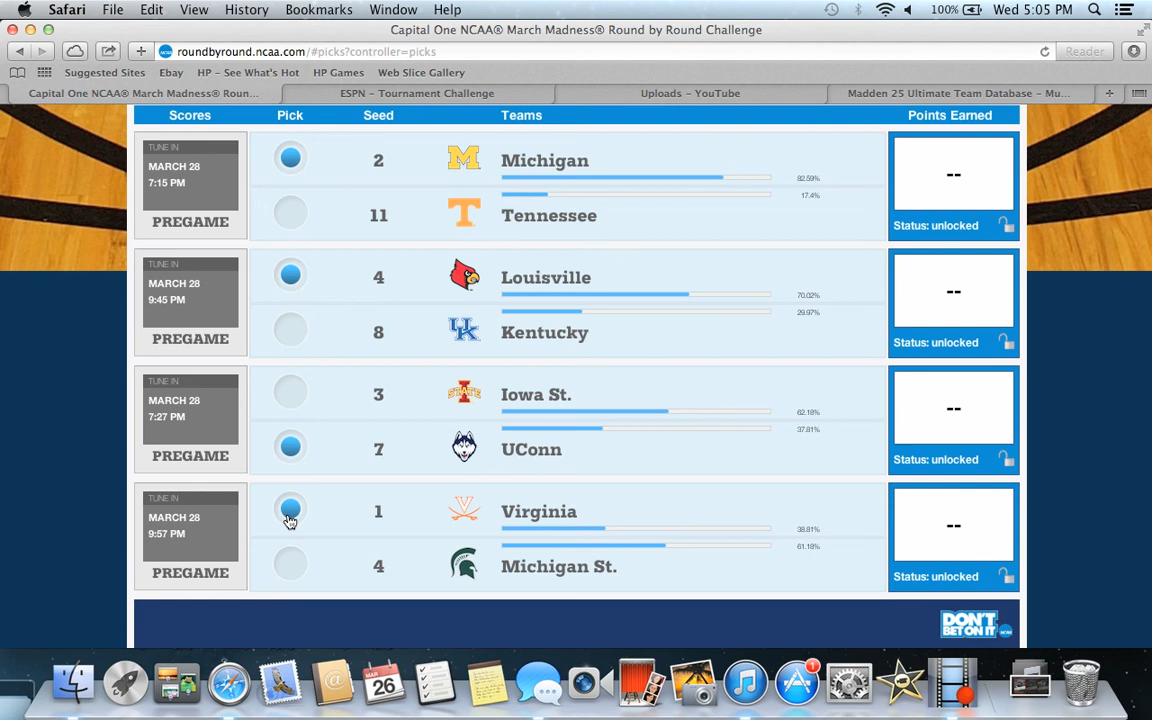 Safari File Edit View History Bookmarks Window Help 100% Wed 5:05 PM
Capital One NCAA® March Madness® Round by Round Challenge
roundbyround.ncaa.com/#picks?controller=picks Reader
Suggested Sites Ebay HP - See What's Hot HP Games Web Slice Gallery
Capital One NCAA® March Madness® Roun... ESPN - Tournament Challenge Uploads - YouTube Madden 25 Ultimate Team Database - Mu...
Scores Pick Seed Teams Points Earned
TUNE IN
MARCH 28
7:15 PM
PREGAME
2 Michigan
82.59%
17.4%
11 Tennessee
--
Status: unlocked
TUNE IN
MARCH 28
9:45 PM
PREGAME
4 Louisville
70.02%
29.97%
8 Kentucky
--
Status: unlocked
TUNE IN
MARCH 28
7:27 PM
PREGAME
3 Iowa St.
62.18%
37.81%
7 UConn
--
Status: unlocked
TUNE IN
MARCH 28
9:57 PM
PREGAME
1 Virginia
38.81%
61.18%
4 Michigan St.
--
Status: unlocked
DON'T
BET ON IT
26
1